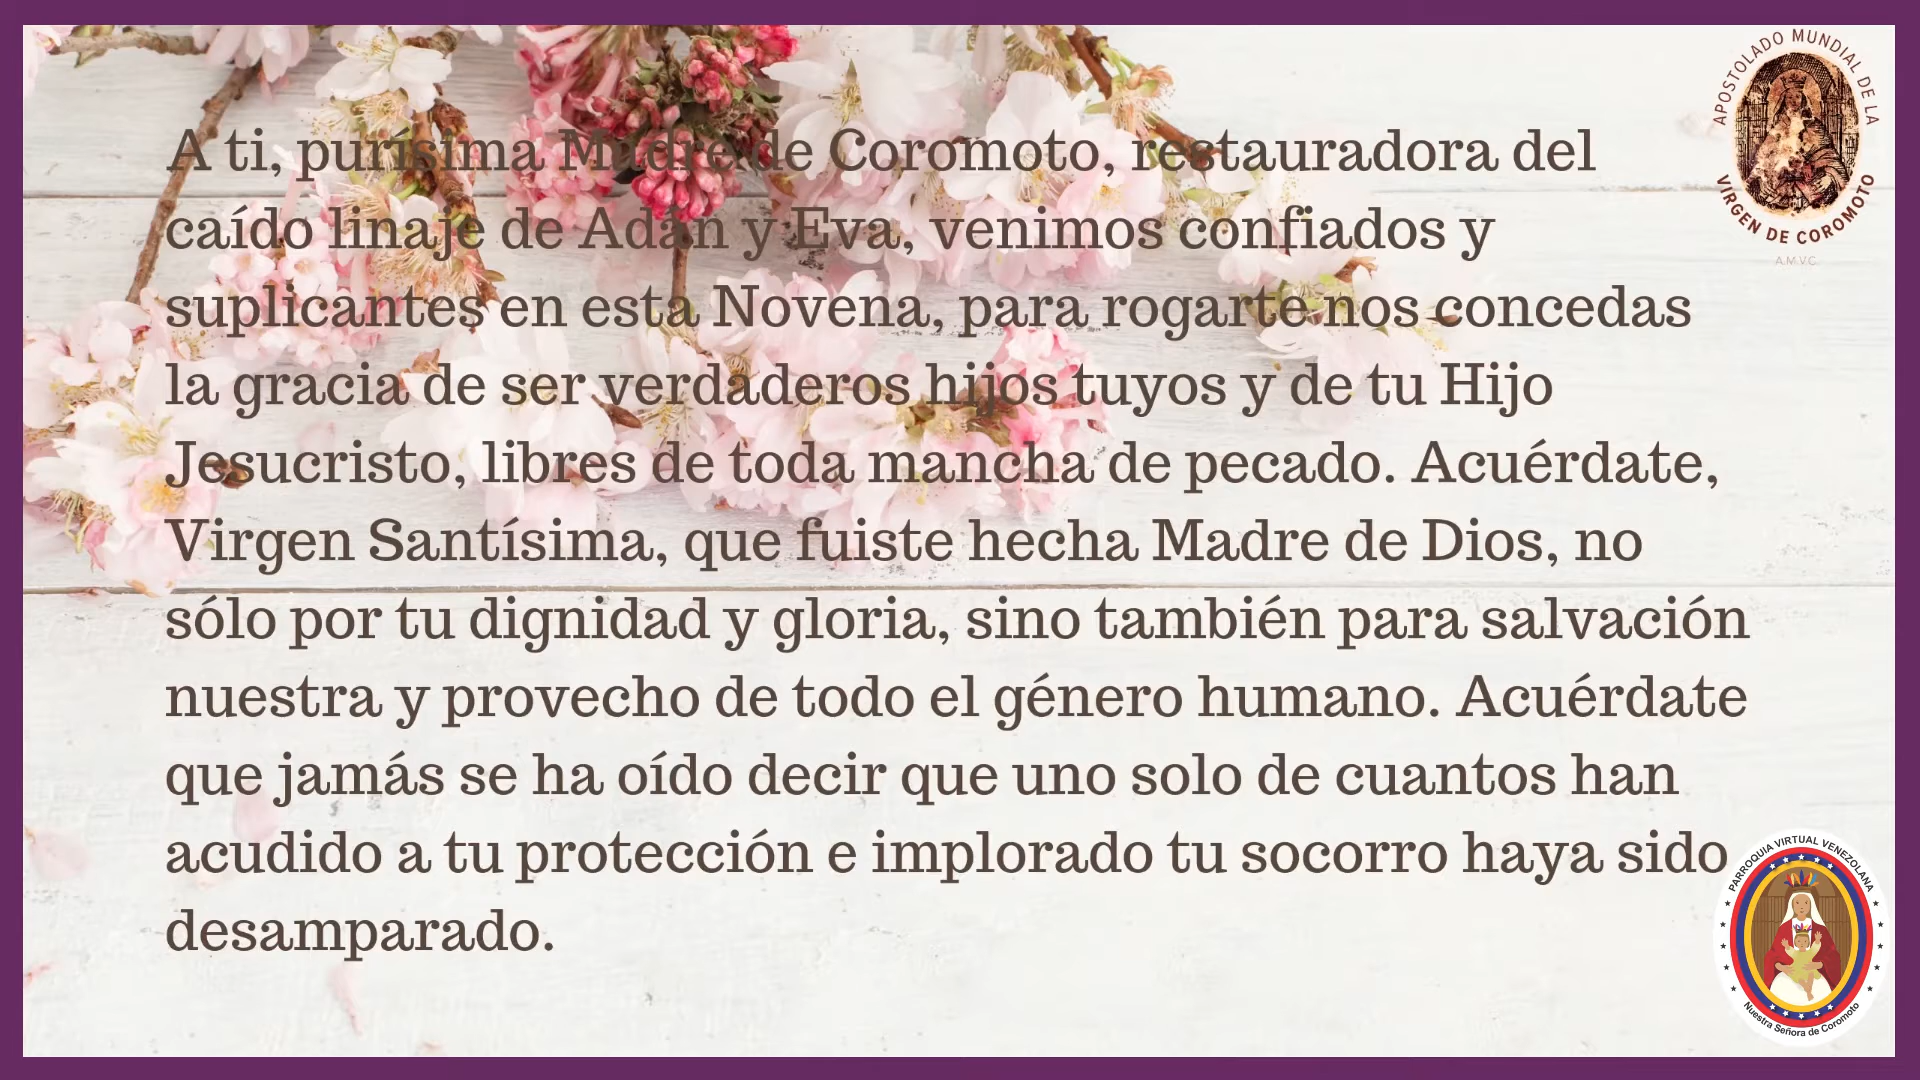 A ti, purísima Madre de Coromoto, restauradora del
caído linaje de Adán y Eva, venimos confiados y
suplicantes en esta Novena, para rogarte nos concedas
la gracia de ser verdaderos hijos tuyos y de tu Hijo
Jesucristo, libres de toda mancha de pecado. Acuérdate,
Virgen Santísima, que fuiste hecha Madre de Dios, no
sólo por tu dignidad y gloria, sino también para salvación
nuestra y provecho de todo el género humano. Acuérdate
que jamás se ha oído decir que uno solo de cuantos han
acudido a tu protección e implorado tu socorro haya sido
desamparado.
APOSTOLADO MUNDIAL DE LA
VIRGEN DE COROMOTO
A.M.V.C.
PARROQUIA VIRTUAL VENEZOLANA
Nuestra Señora de Coromoto